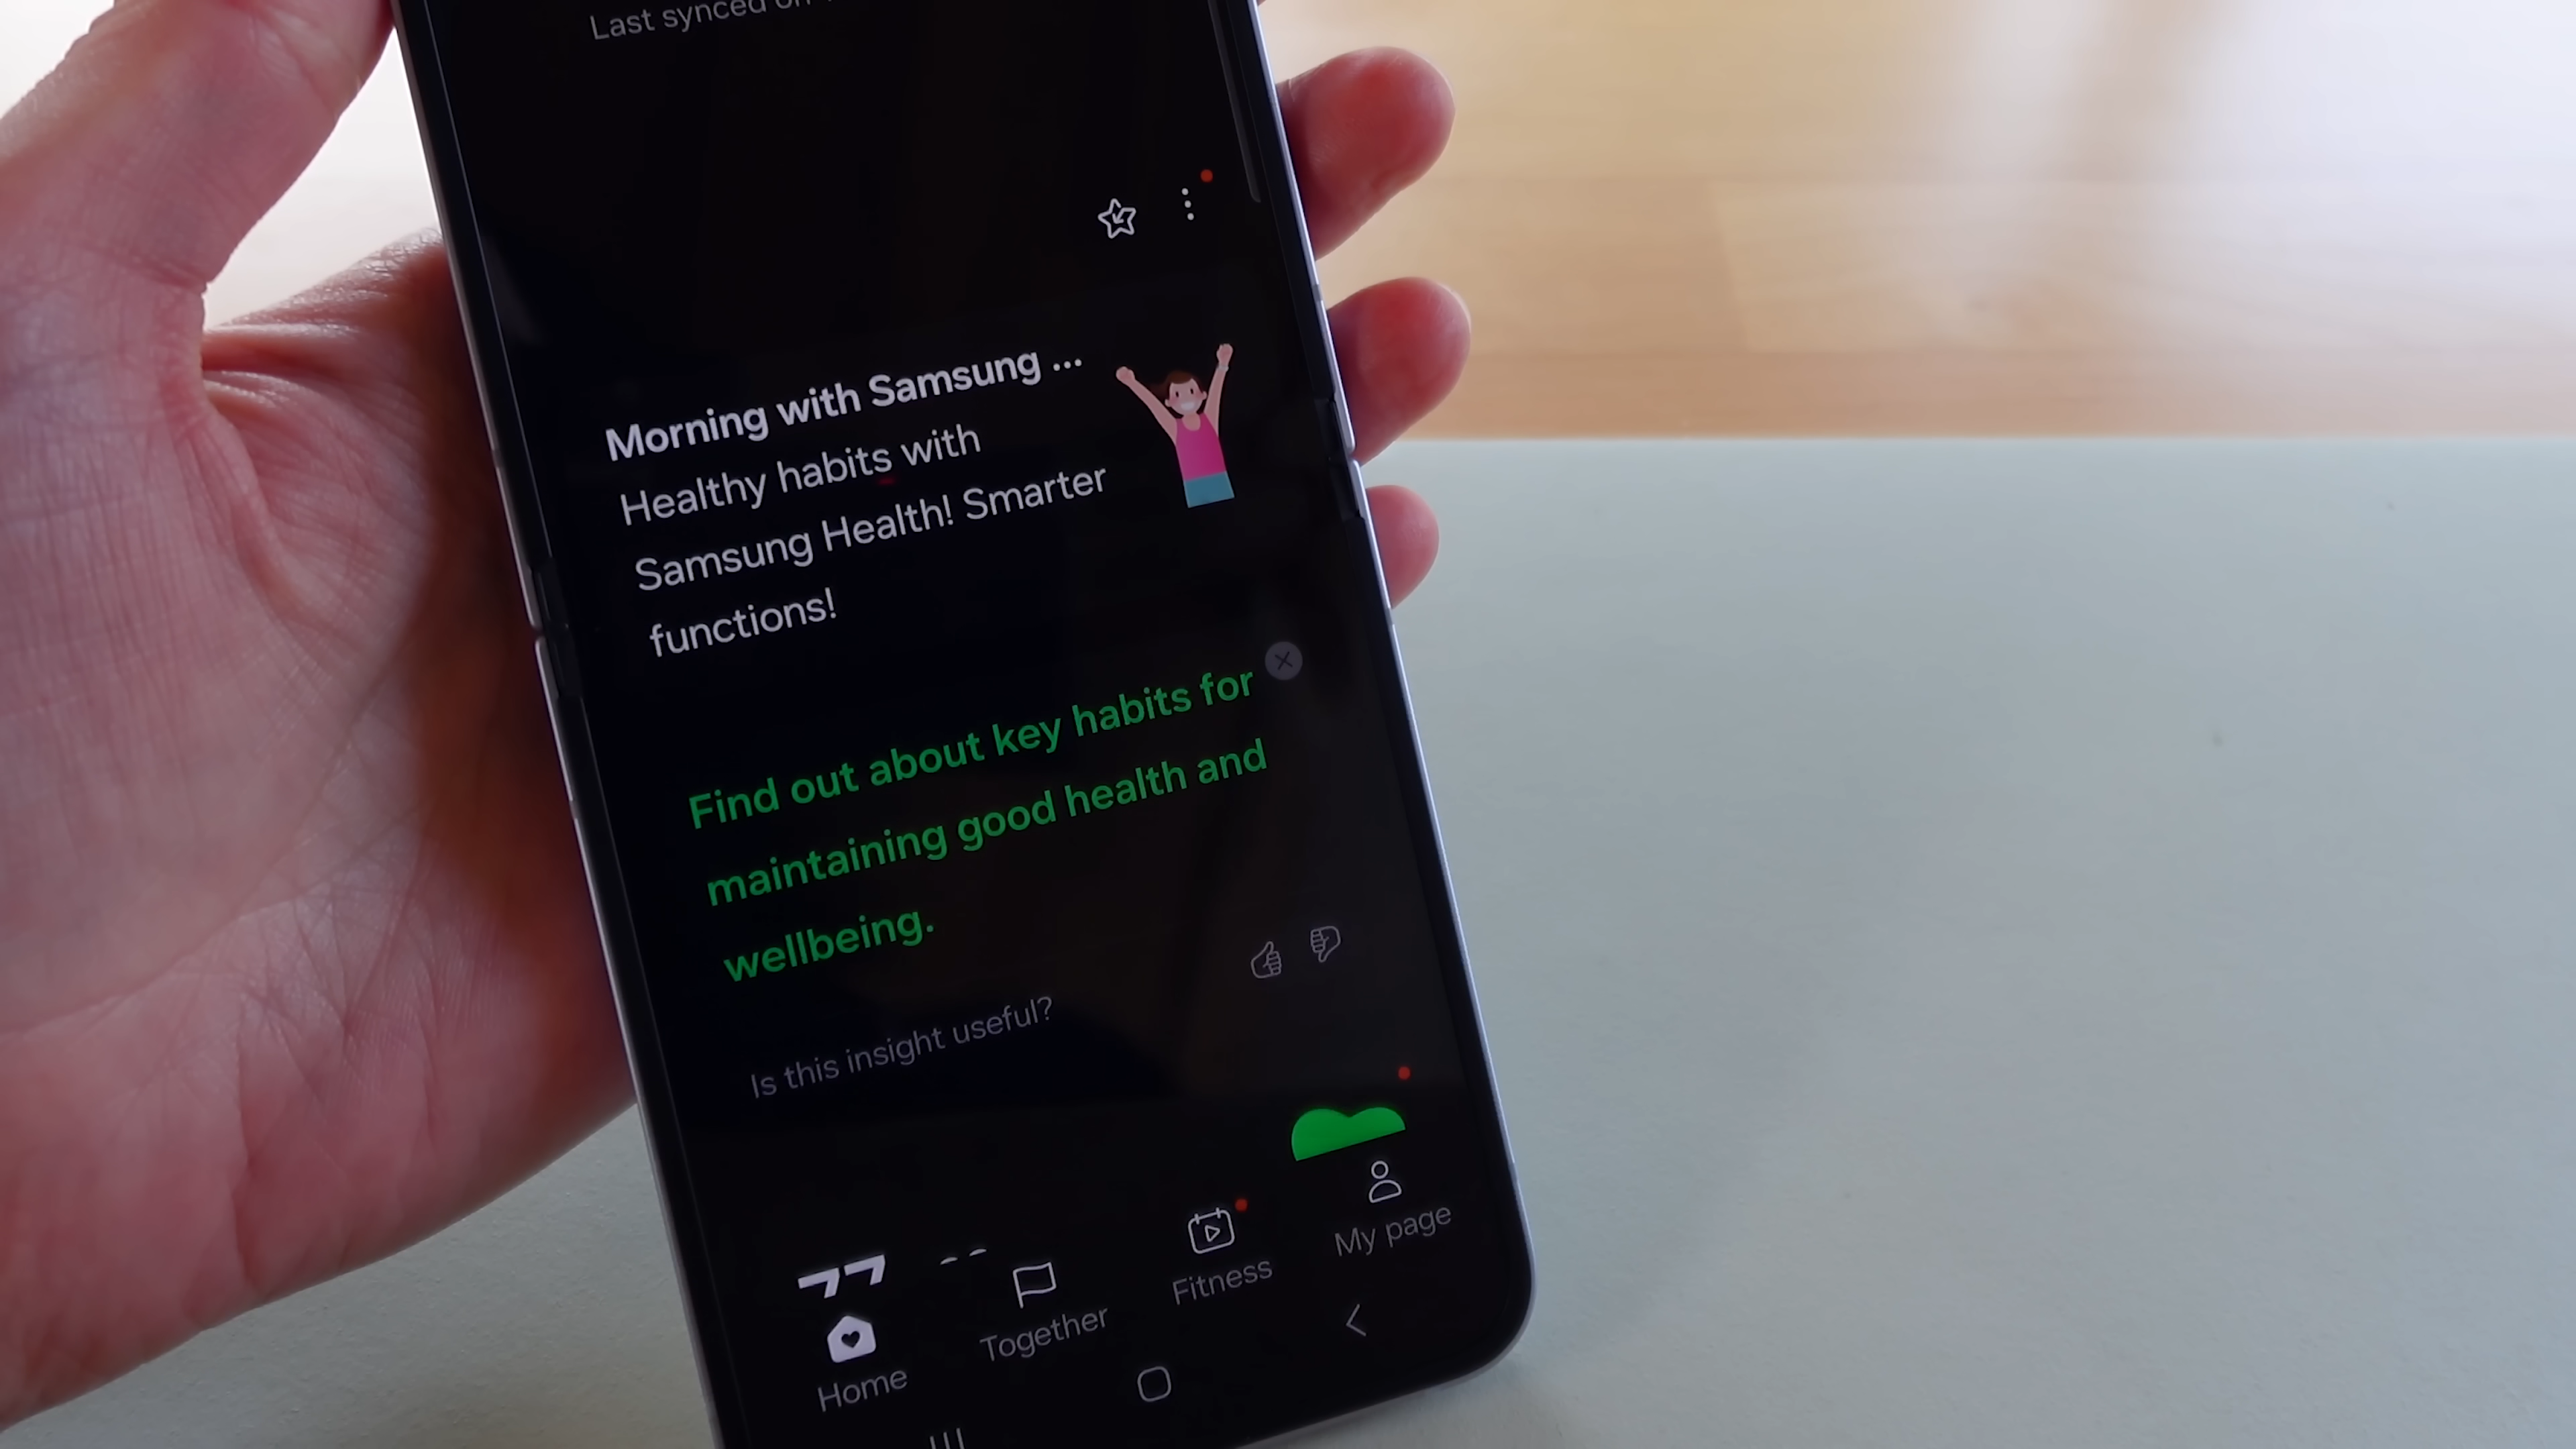 Last synced on
Morning with Samsung ...
Healthy habits with
Samsung Health! Smarter
functions!
Find out about key habits for
maintaining good health and
wellbeing.
Is this insight useful?
Home
Together
Fitness
My page